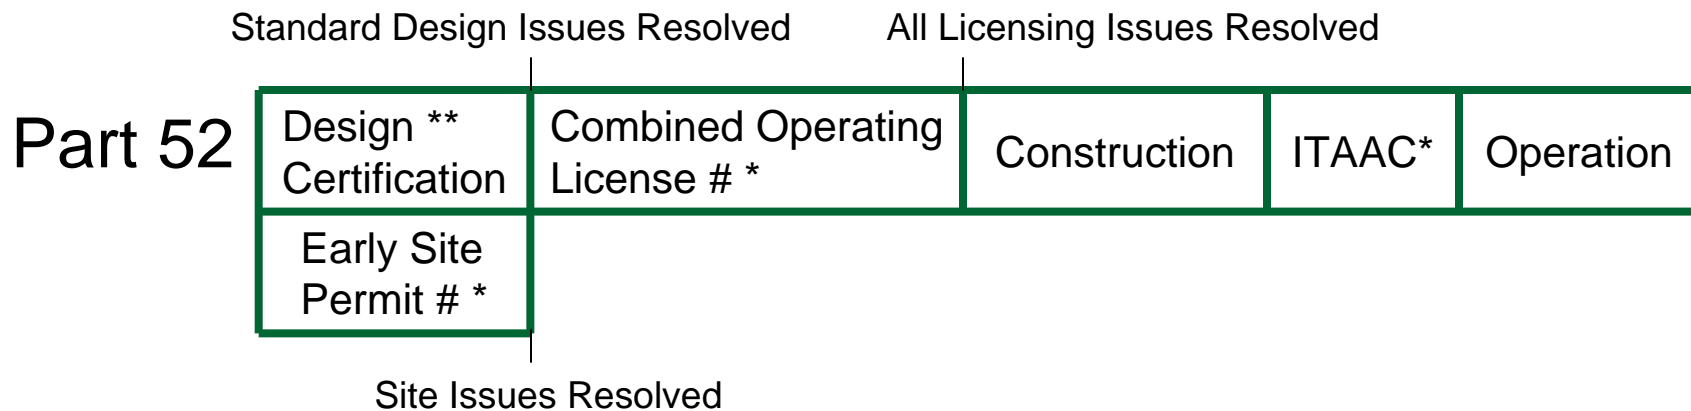 Standard Design Issues Resolved
All Licensing Issues Resolved
Part 52
Design **
Certification
Combined Operating
License # *
Construction
ITAAC*
Operation
Early Site
Permit # *
Site Issues Resolved